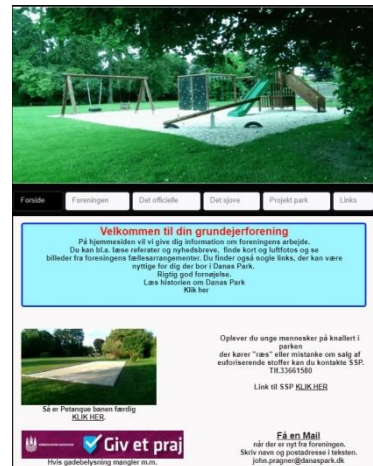 Forside Foreningen Det officielle Det sjove Projekt park Links
Velkommen til din grundejerforening
På hjemmesiden vil vi give dig information om foreningens arbejde.
Du kan bl.a. læse referater og nyhedsbreve, finde kort og luftfotos og se
billeder fra foreningens fællesarrangementer. Du finder også nogle links, der kan være
nyttige for dig der bor i Danas Park.
Rigtig god fornøjelse.
Læs historien om Danas Park
Klik her
Så er Petanque banen færdig
KLIK HER.
Giv et praj
Hvis gadebelysning mangler m.m.
Oplever du unge mennesker på knallert i
parken
der kører "ræs" eller mistanke om salg af
euforiserende stoffer kan du kontakte SSP.
Tlf.33661580
Link til SSP KLIK HER
Få en Mail
når der er nyt fra foreningen.
Skriv navn og postadresse i teksten.
john.pragner@danaspark.dk